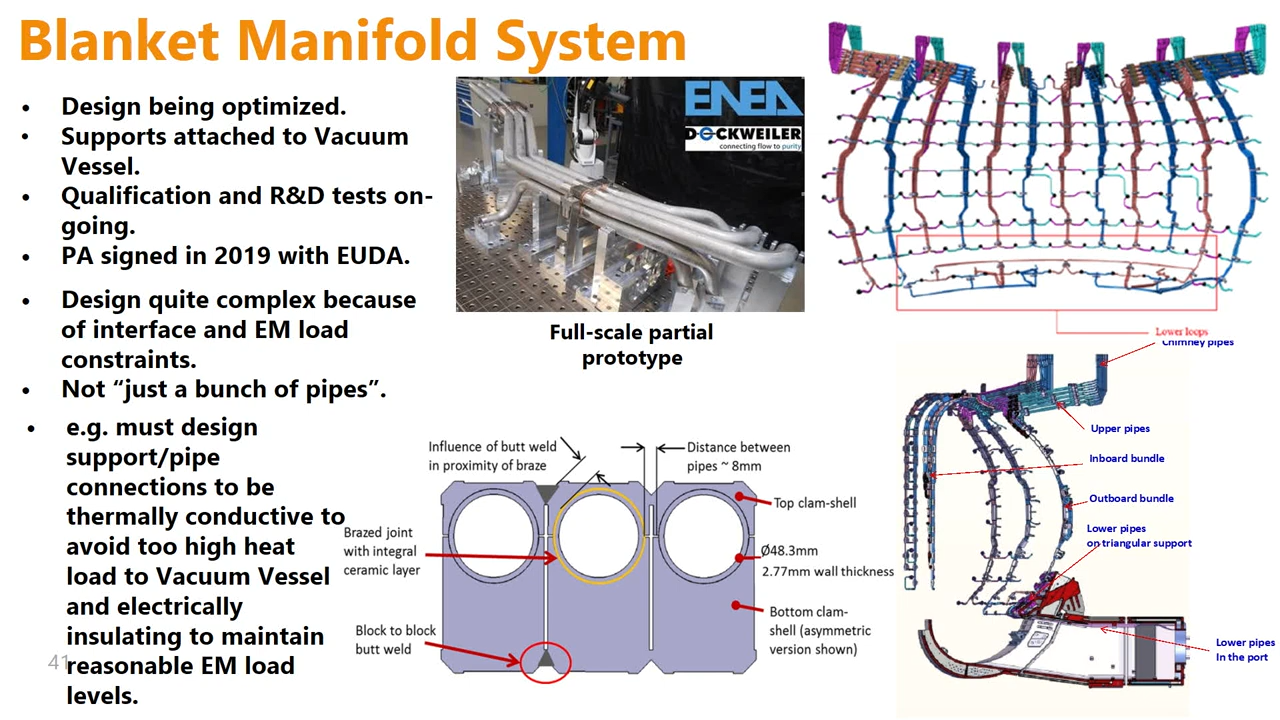 Blanket Manifold System
• Design being optimized.
• Supports attached to Vacuum
Vessel.
• Qualification and R&D tests on-
going.
• PA signed in 2019 with EUDA.
• Design quite complex because
of interface and EM load
constraints.
• Not “just a bunch of pipes”.
• e.g. must design
support/pipe
connections to be
thermally conductive to
avoid too high heat
load to Vacuum Vessel
and electrically
insulating to maintain
reasonable EM load
levels.
41
ENEA
DOCKWEILER
connecting flow to purity
Full-scale partial
prototype
Influence of butt weld
in proximity of braze
Distance between
pipes ~ 8mm
Top clam-shell
Brazed joint
with integral
ceramic layer
Ø48.3mm
2.77mm wall thickness
Block to block
butt weld
Bottom clam-
shell (asymmetric
version shown)
Lower loops
Chimney pipes
Upper pipes
Inboard bundle
Outboard bundle
Lower pipes
on triangular support
Lower pipes
In the port